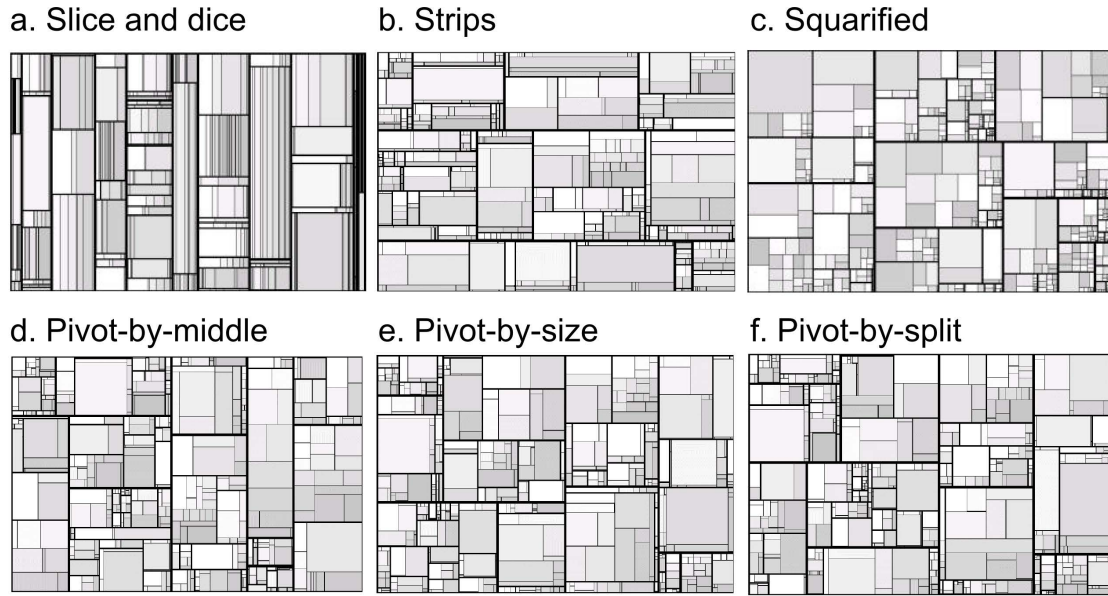 a. Slice and dice
b. Strips
c. Squarified
d. Pivot-by-middle
e. Pivot-by-size
f. Pivot-by-split